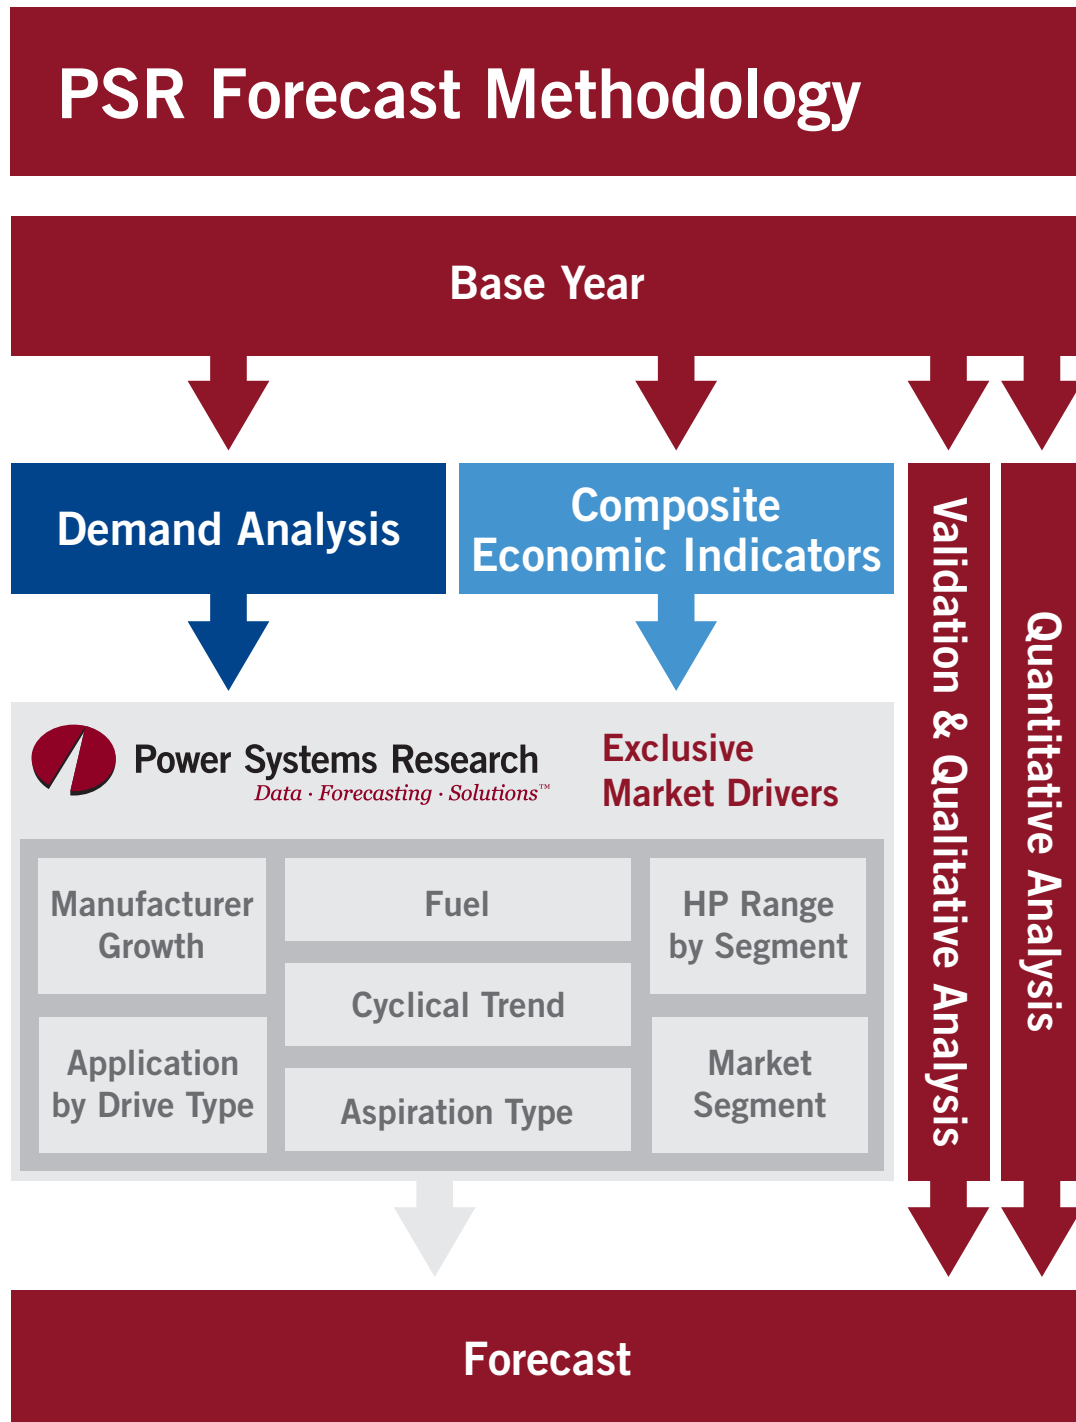 PSR Forecast Methodology
Base Year
Demand Analysis
Composite
Economic Indicators
Validation & Qualitative Analysis
Quantitative Analysis
Power Systems Research
Data · Forecasting · Solutions™
Exclusive
Market Drivers
Manufacturer
Growth
Fuel
HP Range
by Segment
Cyclical Trend
Application
by Drive Type
Aspiration Type
Market
Segment
Forecast